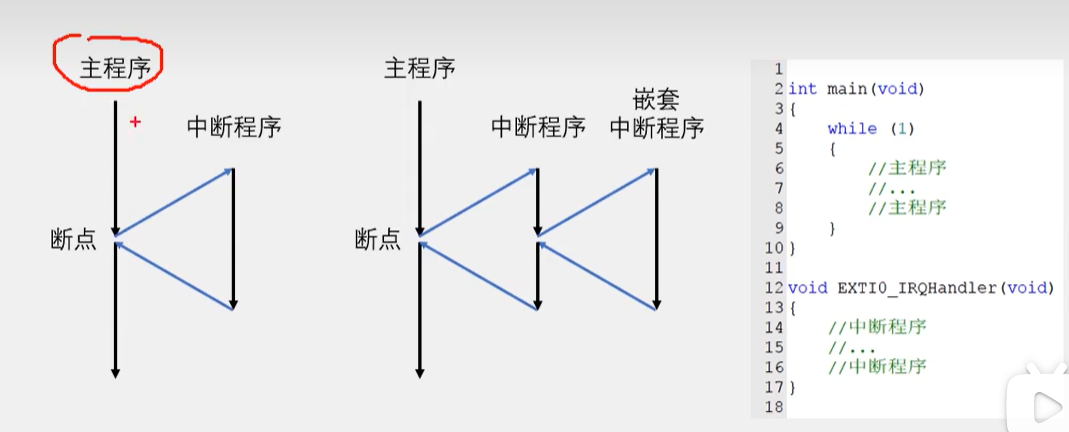 主程序
中断程序
断点
主程序
中断程序
嵌套
中断程序
断点
1
2 int main(void)
3 {
4 while (1)
5 {
6 //主程序
7 //...
8 //主程序
9 }
10 }
11
12 void EXTI0_IRQHandler(void)
13 {
14 //中断程序
15 //...
16 //中断程序
17 }
18